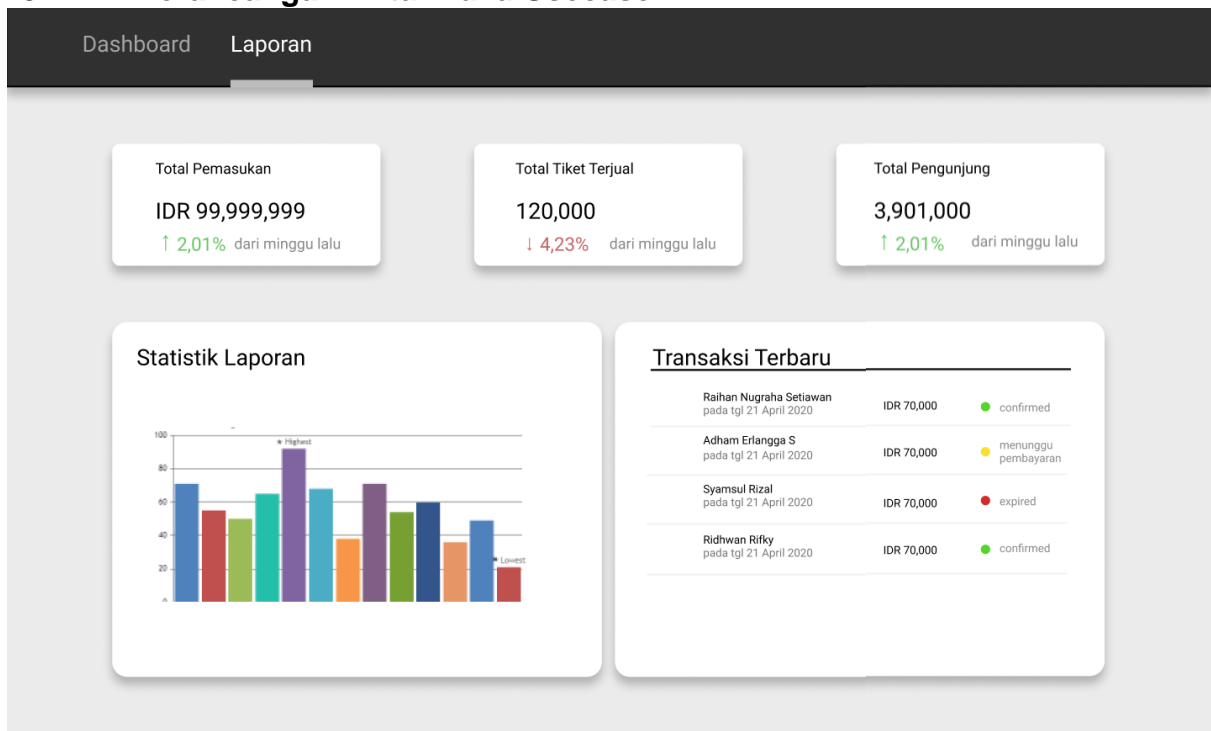 Dashboard Laporan
Total Pemasukan
IDR 99,999,999
↑ 2,01% dari minggu lalu
Total Tiket Terjual
120,000
↓ 4,23% dari minggu lalu
Total Pengunjung
3,901,000
↑ 2,01% dari minggu lalu
Statistik Laporan
100
80
60
40
20
0
★ Highest
Lowest
Transaksi Terbaru
Raihan Nugraha Setiawan
pada tgl 21 April 2020
IDR 70,000
confirmed
Adham Erlangga S
pada tgl 21 April 2020
IDR 70,000
menunggu
pembayaran
Syamsul Rizal
pada tgl 21 April 2020
IDR 70,000
expired
Ridhwan Rifky
pada tgl 21 April 2020
IDR 70,000
confirmed